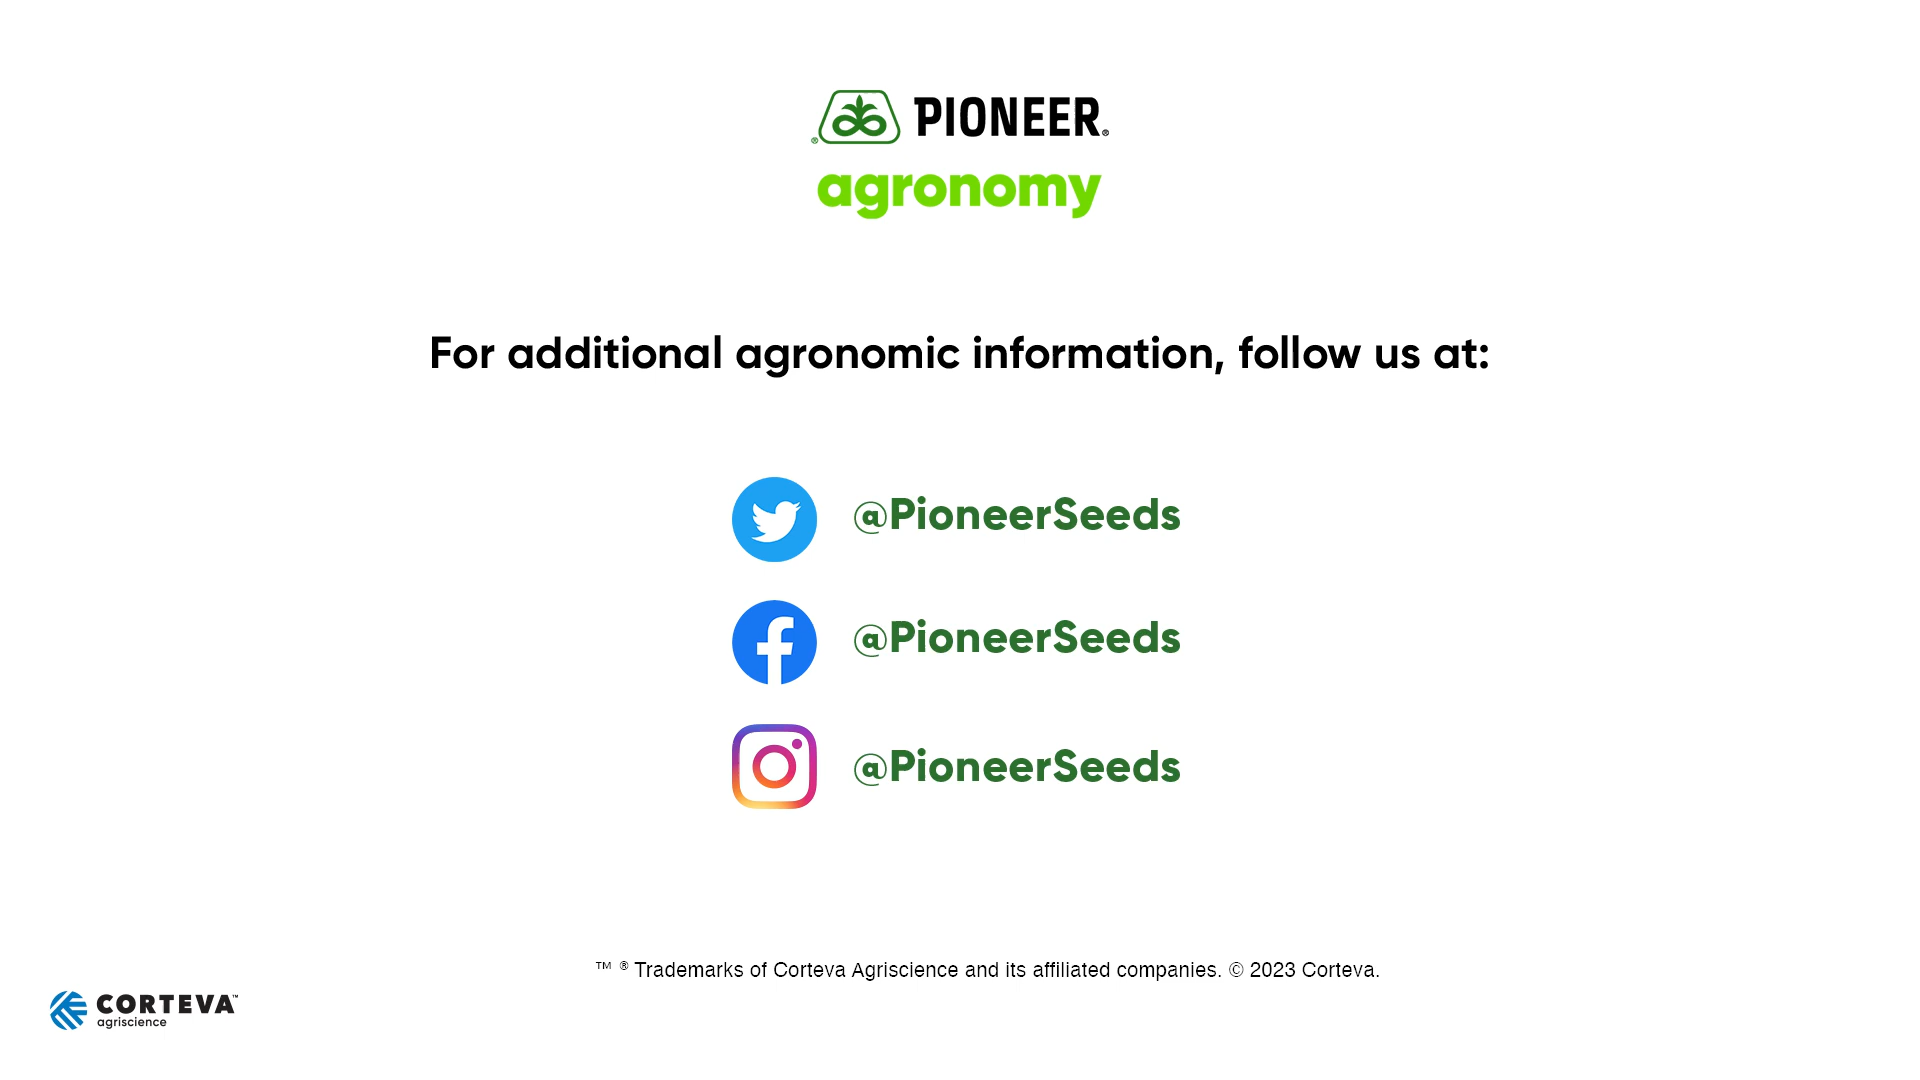 PIONEER®
agronomy
For additional agronomic information, follow us at:
@PioneerSeeds
@PioneerSeeds
@PioneerSeeds
™ ® Trademarks of Corteva Agriscience and its affiliated companies. © 2023 Corteva.
CORTEVA™
agriscience